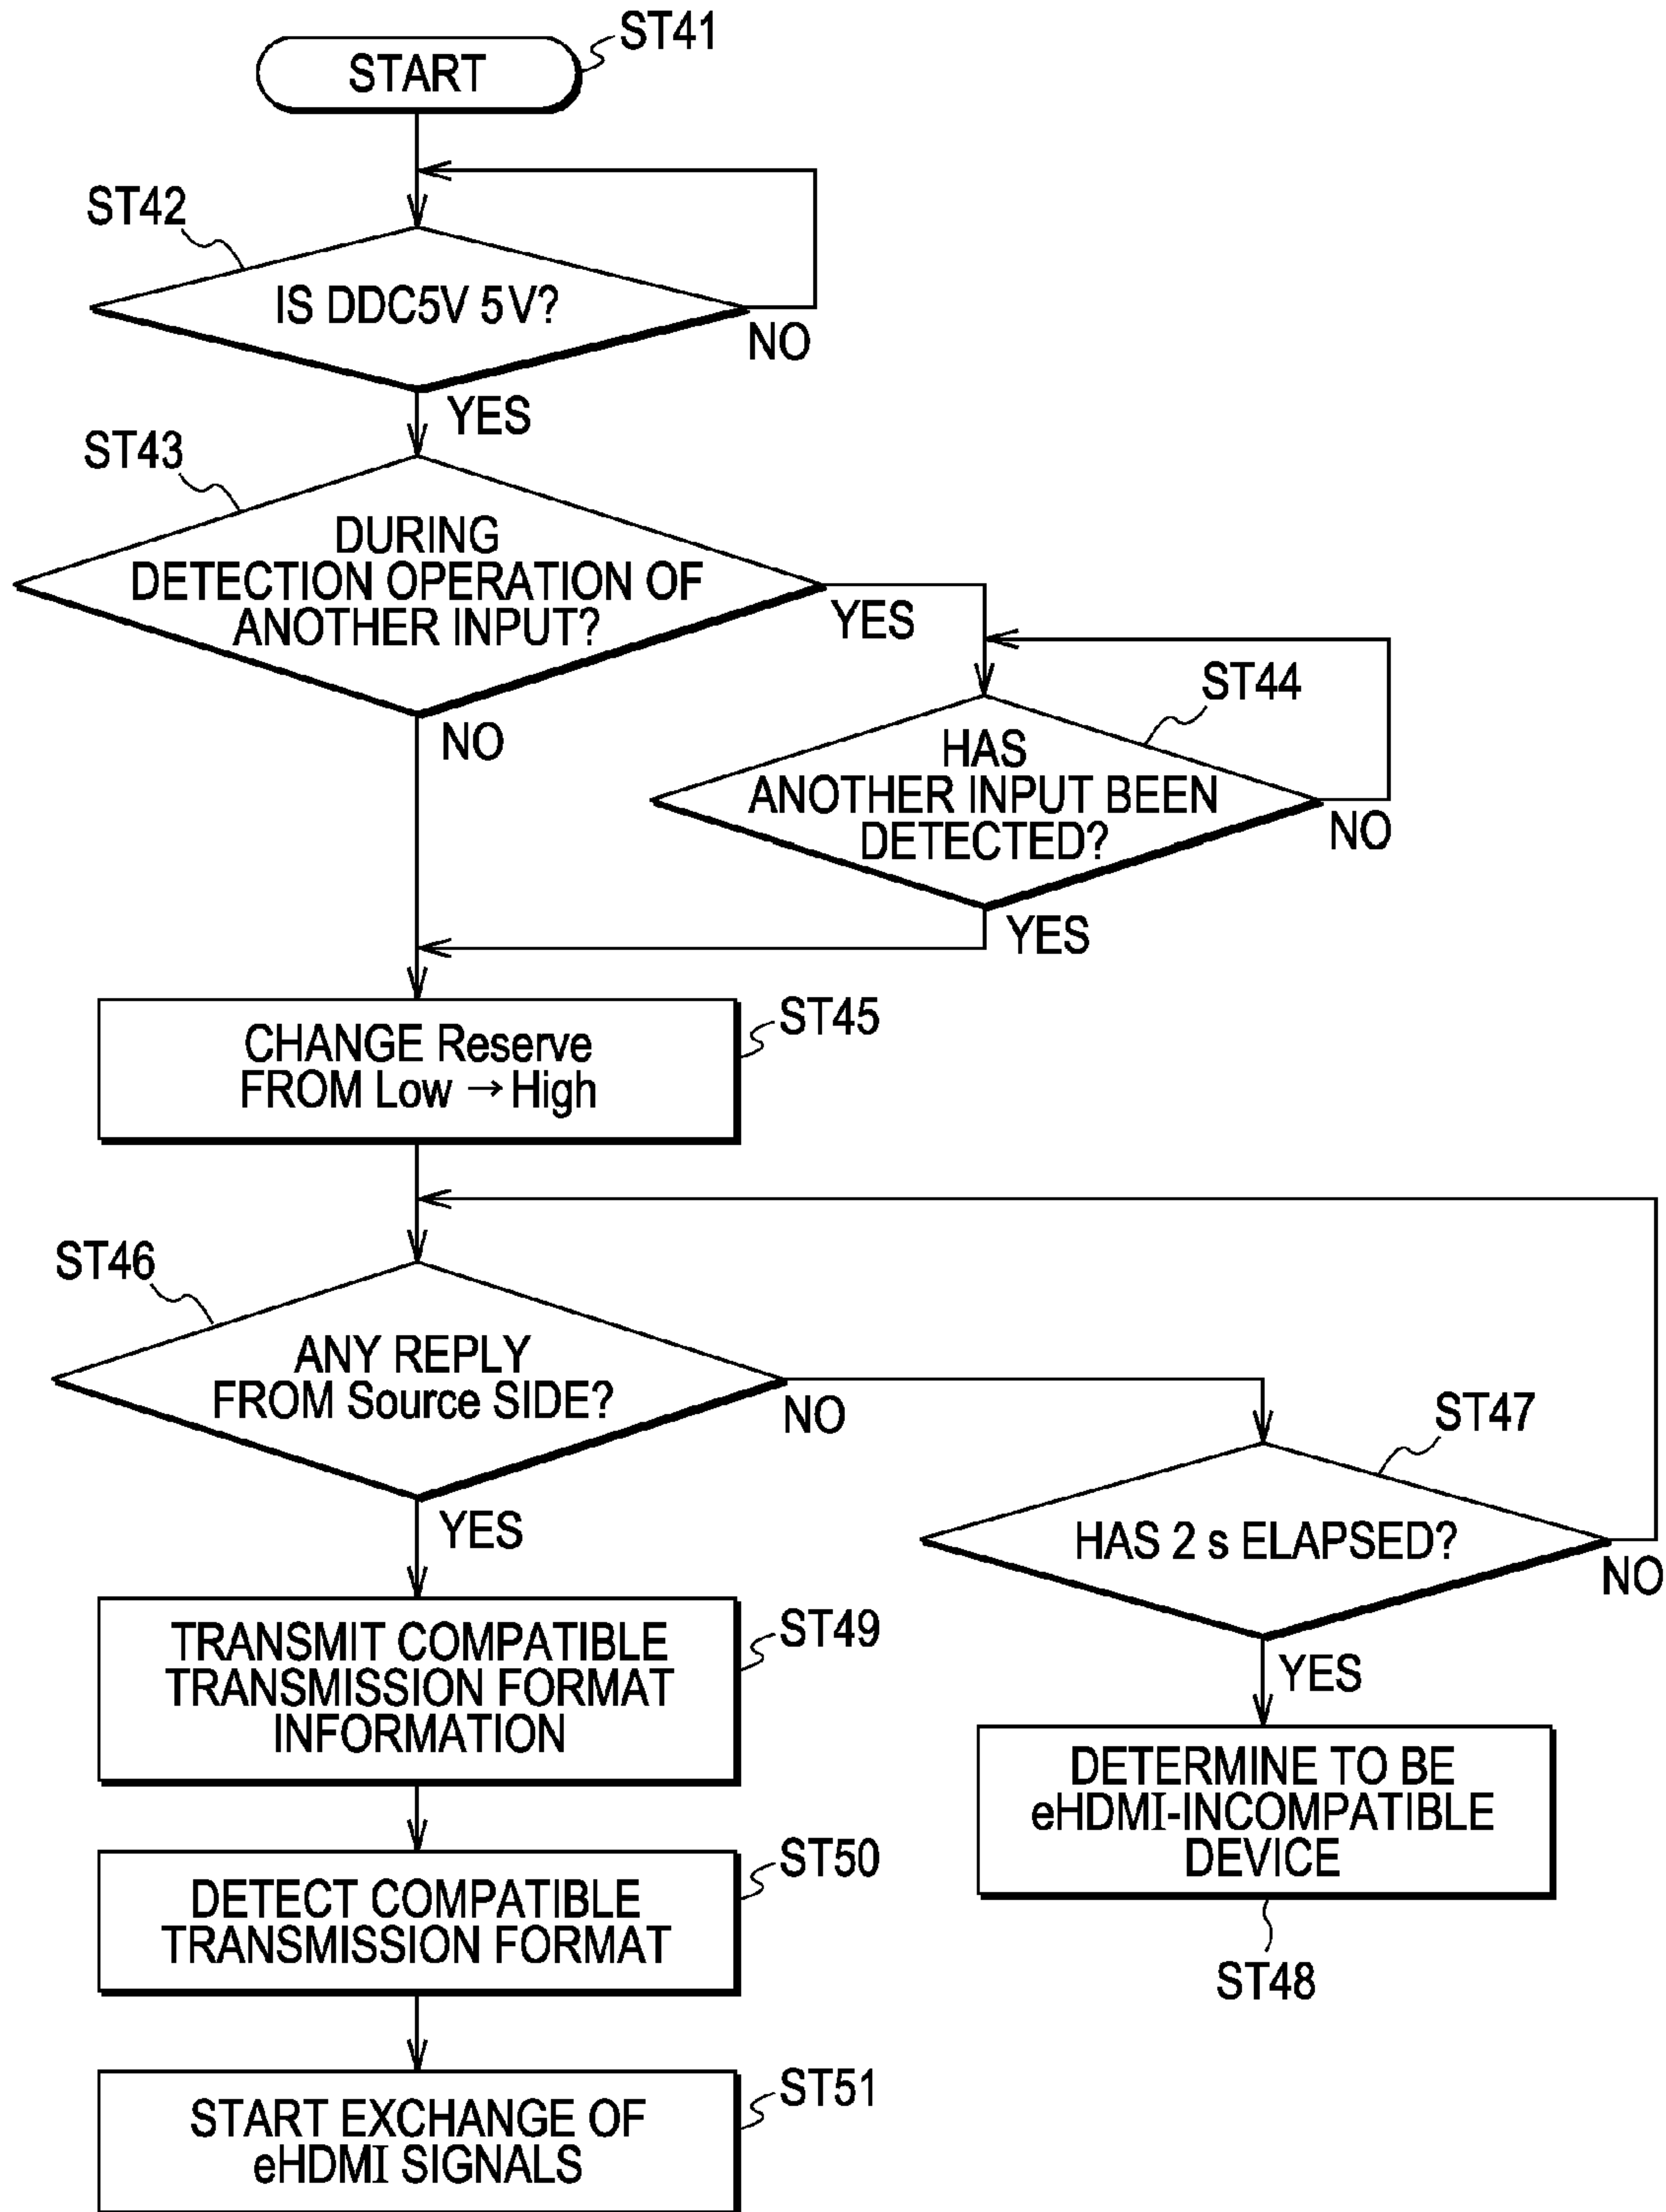 START
ST41
ST42
IS DDC5V 5V?
NO
YES
ST43
DURING
DETECTION OPERATION OF
ANOTHER INPUT?
YES
NO
ST44
HAS
ANOTHER INPUT BEEN
DETECTED?
NO
YES
CHANGE Reserve
FROM Low → High
ST45
ST46
ANY REPLY
FROM Source SIDE?
NO
YES
ST47
HAS 2 s ELAPSED?
NO
YES
TRANSMIT COMPATIBLE
TRANSMISSION FORMAT
INFORMATION
ST49
DETERMINE TO BE
eHDMI-INCOMPATIBLE
DEVICE
ST48
DETECT COMPATIBLE
TRANSMISSION FORMAT
ST50
START EXCHANGE OF
eHDMI SIGNALS
ST51